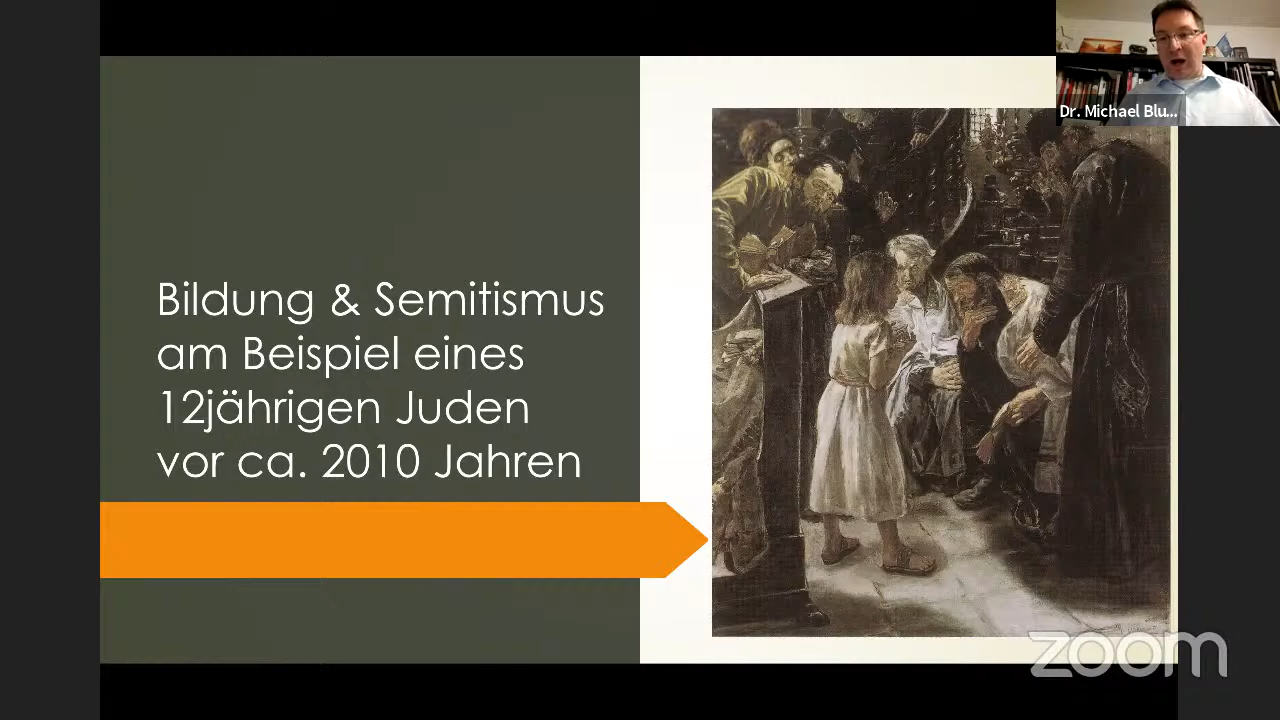 Dr. Michael Blu...
Bildung & Semitismus
am Beispiel eines
12jährigen Juden
vor ca. 2010 Jahren
zoom